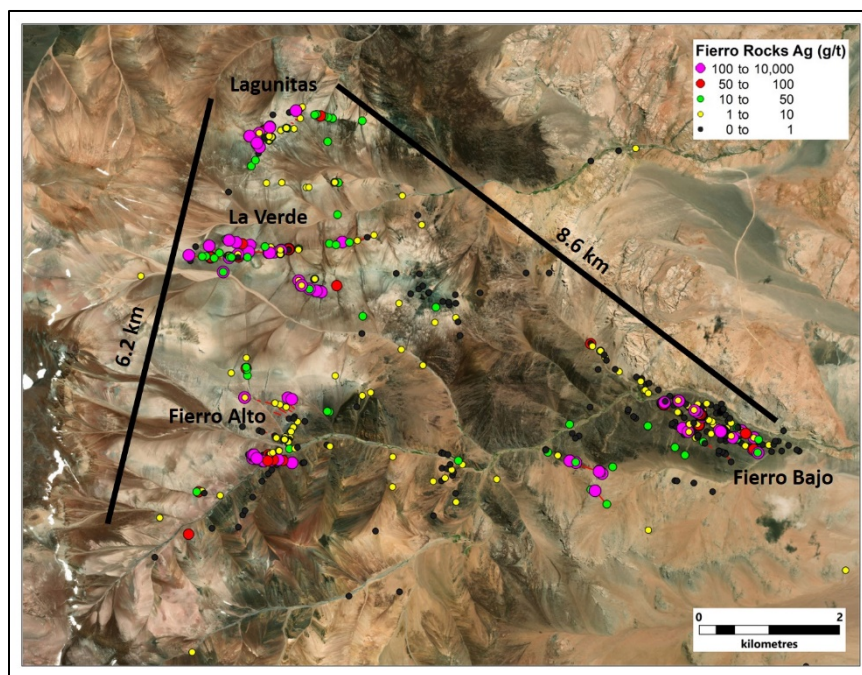 Fierro Rocks Ag (g/t)
100 to 10,000
50 to 100
10 to 50
1 to 10
0 to 1
Lagunitas
La Verde
8.6 km
6.2 km
Fierro Alto
Fierro Bajo
0 2
kilometres